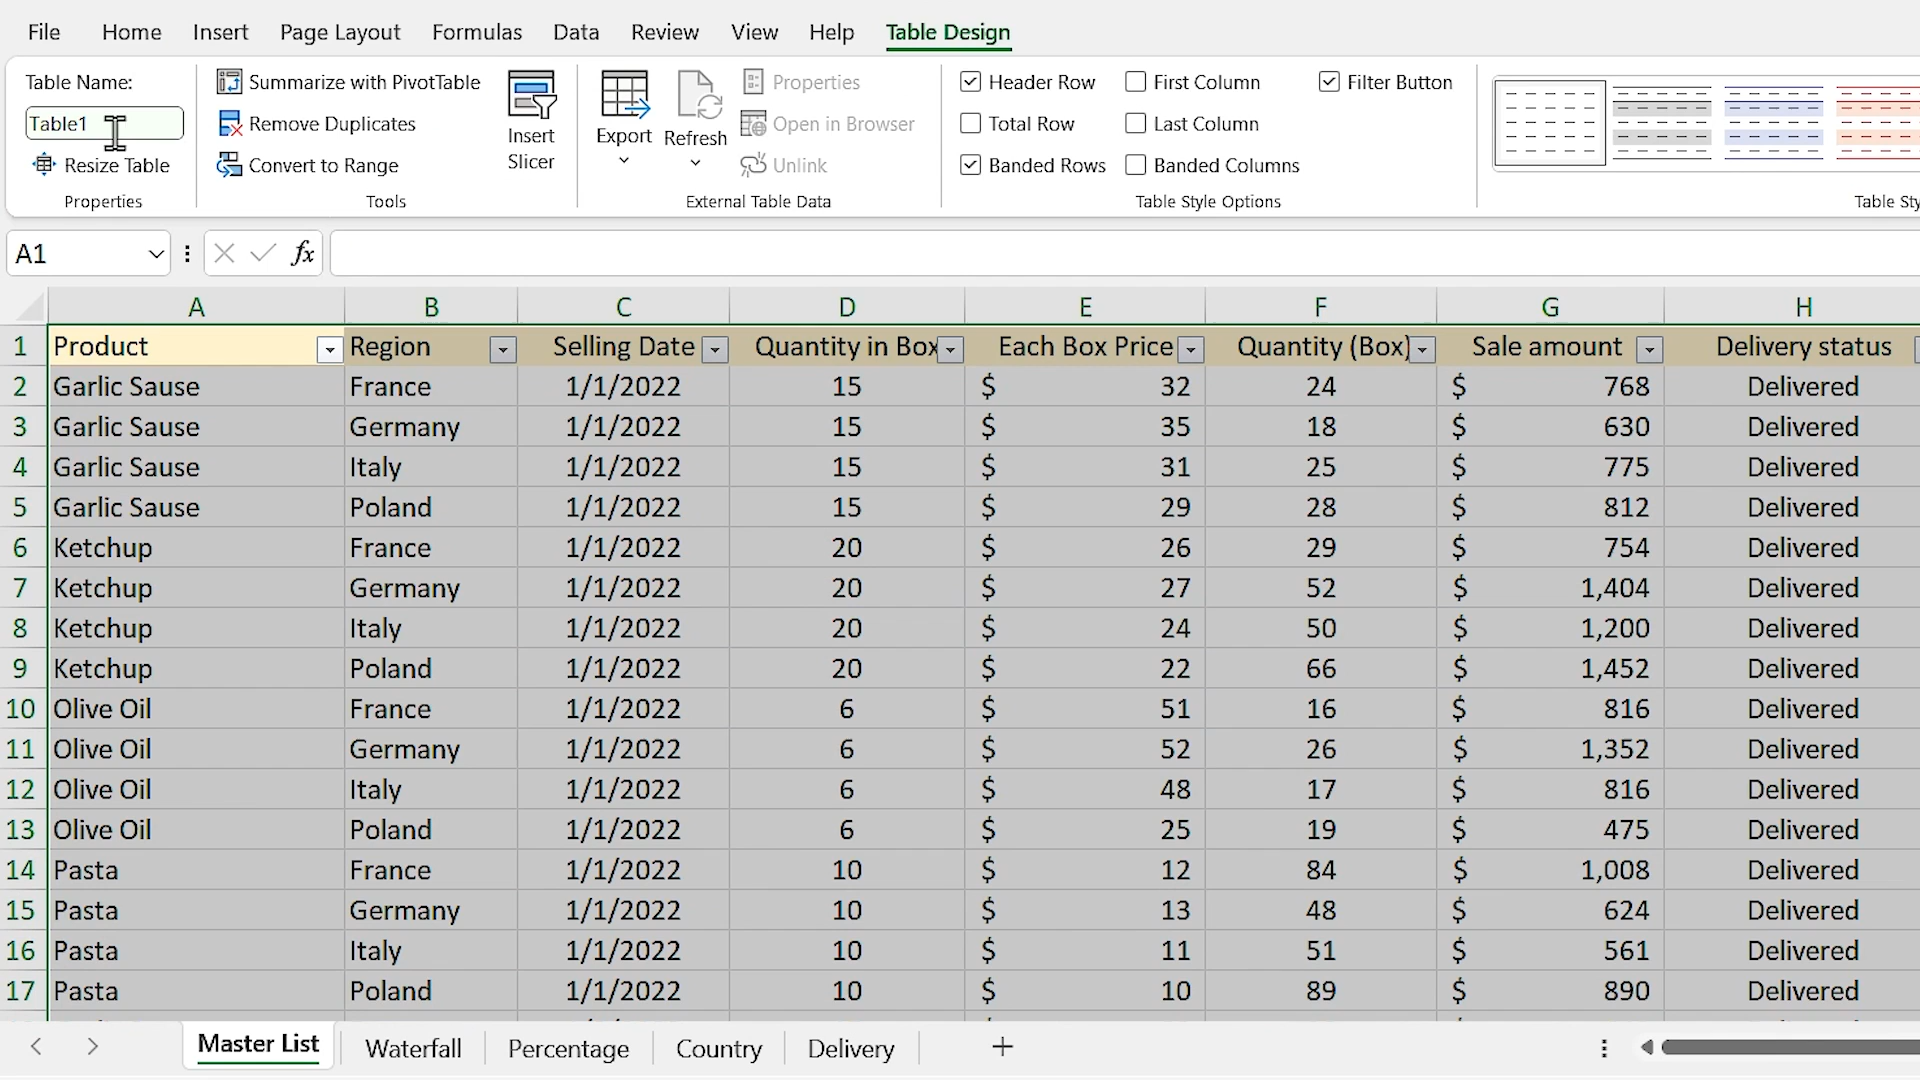 File Home Insert Page Layout Formulas Data Review View Help Table Design
Table Name:
Table1
Resize Table
Properties
Summarize with PivotTable
Remove Duplicates
Convert to Range
Insert
Slicer
Tools
Export Refresh
Properties
Open in Browser
Unlink
External Table Data
Header Row First Column Filter Button
Total Row Last Column
Banded Rows Banded Columns
Table Style Options
Table Sty
A1 fx
A B C D E F G H
1 Product Region Selling Date Quantity in Box Each Box Price Quantity (Box) Sale amount Delivery status
2 Garlic Sause France 1/1/2022 15 $ 32 24 $ 768 Delivered
3 Garlic Sause Germany 1/1/2022 15 $ 35 18 $ 630 Delivered
4 Garlic Sause Italy 1/1/2022 15 $ 31 25 $ 775 Delivered
5 Garlic Sause Poland 1/1/2022 15 $ 29 28 $ 812 Delivered
6 Ketchup France 1/1/2022 20 $ 26 29 $ 754 Delivered
7 Ketchup Germany 1/1/2022 20 $ 27 52 $ 1,404 Delivered
8 Ketchup Italy 1/1/2022 20 $ 24 50 $ 1,200 Delivered
9 Ketchup Poland 1/1/2022 20 $ 22 66 $ 1,452 Delivered
10 Olive Oil France 1/1/2022 6 $ 51 16 $ 816 Delivered
11 Olive Oil Germany 1/1/2022 6 $ 52 26 $ 1,352 Delivered
12 Olive Oil Italy 1/1/2022 6 $ 48 17 $ 816 Delivered
13 Olive Oil Poland 1/1/2022 6 $ 25 19 $ 475 Delivered
14 Pasta France 1/1/2022 10 $ 12 84 $ 1,008 Delivered
15 Pasta Germany 1/1/2022 10 $ 13 48 $ 624 Delivered
16 Pasta Italy 1/1/2022 10 $ 11 51 $ 561 Delivered
17 Pasta Poland 1/1/2022 10 $ 10 89 $ 890 Delivered
Master List Waterfall Percentage Country Delivery